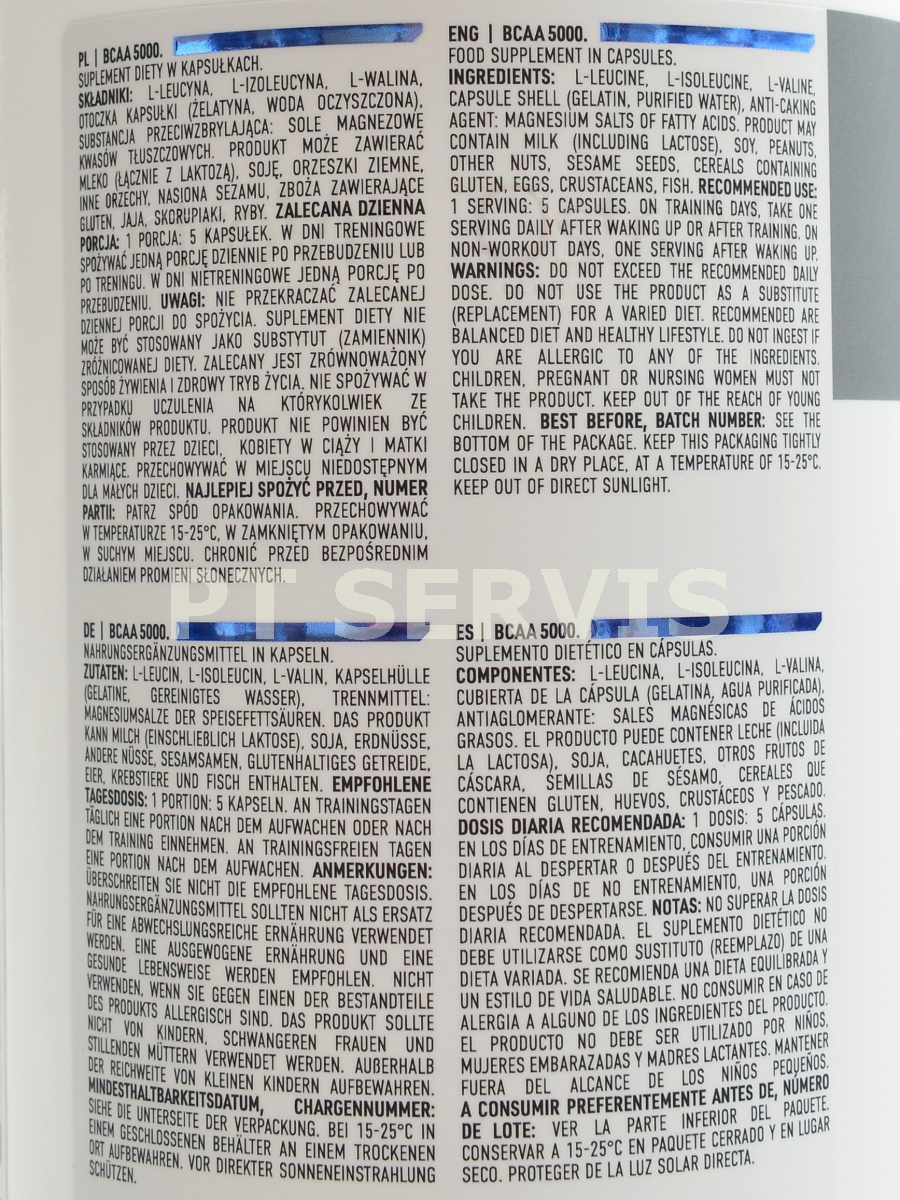 PL | BCAA 5000.
SUPLEMENT DIETY W KAPSUŁKACH.
SKŁADNIKI: L-LEUCYNA, L-IZOLEUCYNA, L-WALINA,
OTOCZKA KAPSUŁKI (ŻELATYNA, WODA OCZYSZCZONA),
SUBSTANCJA PRZECIWZBRYLAJĄCA: SOLE MAGNEZOWE
KWASÓW TŁUSZCZOWYCH. PRODUKT MOŻE ZAWIERAĆ
MLEKO (ŁĄCZNIE Z LAKTOZĄ), SOJĘ, ORZESZKI ZIEMNE,
INNE ORZECHY, NASIONA SEZAMU, ZBOŻA ZAWIERAJĄCE
GLUTEN, JAJA, SKORUPIAKI, RYBY. ZALECANA DZIENNA
PORCJA: 1 PORCJA: 5 KAPSUŁEK. W DNI TRENINGOWE
SPOŻYWAĆ JEDNĄ PORCJĘ DZIENNIE PO PRZEBUDZENIU LUB
PO TRENINGU. W DNI NIETRENINGOWE JEDNĄ PORCJĘ PO
PRZEBUDZENIU. UWAGI: NIE PRZEKRACZAĆ ZALECANEJ
DZIENNEJ PORCJI DO SPOŻYCIA. SUPLEMENT DIETY NIE
MOŻE BYĆ STOSOWANY JAKO SUBSTYTUT (ZAMIENNIK)
ZRÓŻNICOWANEJ DIETY. ZALECANY JEST ZRÓWNOWAŻONY
SPOSÓB ŻYWIENIA I ZDROWY TRYB ŻYCIA. NIE SPOŻYWAĆ W
PRZYPADKU UCZULENIA NA KTÓRYKOLWIEK ZE
SKŁADNIKÓW PRODUKTU. PRODUKT NIE POWINIEN BYĆ
STOSOWANY PRZEZ DZIECI, KOBIETY W CIĄŻY I MATKI
KARMIĄCE. PRZECHOWYWAĆ W MIEJSCU NIEDOSTĘPNYM
DLA MAŁYCH DZIECI. NAJLEPIEJ SPOŻYĆ PRZED, NUMER
PARTII: PATRZ SPÓD OPAKOWANIA. PRZECHOWYWAĆ
W TEMPERATURZE 15-25°C, W ZAMKNIĘTYM OPAKOWANIU,
W SUCHYM MIEJSCU. CHRONIĆ PRZED BEZPOŚREDNIM
DZIAŁANIEM PROMIENI SŁONECZNYCH.
ENG | BCAA 5000.
FOOD SUPPLEMENT IN CAPSULES.
INGREDIENTS: L-LEUCINE, L-ISOLEUCINE, L-VALINE,
CAPSULE SHELL (GELATIN, PURIFIED WATER), ANTI-CAKING
AGENT: MAGNESIUM SALTS OF FATTY ACIDS. PRODUCT MAY
CONTAIN MILK (INCLUDING LACTOSE), SOY, PEANUTS,
OTHER NUTS, SESAME SEEDS, CEREALS CONTAINING
GLUTEN, EGGS, CRUSTACEANS, FISH. RECOMMENDED USE:
1 SERVING: 5 CAPSULES. ON TRAINING DAYS, TAKE ONE
SERVING DAILY AFTER WAKING UP OR AFTER TRAINING. ON
NON-WORKOUT DAYS, ONE SERVING AFTER WAKING UP.
WARNINGS: DO NOT EXCEED THE RECOMMENDED DAILY
DOSE. DO NOT USE THE PRODUCT AS A SUBSTITUTE
(REPLACEMENT) FOR A VARIED DIET. RECOMMENDED ARE
BALANCED DIET AND HEALTHY LIFESTYLE. DO NOT INGEST IF
YOU ARE ALLERGIC TO ANY OF THE INGREDIENTS.
CHILDREN, PREGNANT OR NURSING WOMEN MUST NOT
TAKE THE PRODUCT. KEEP OUT OF THE REACH OF YOUNG
CHILDREN. BEST BEFORE, BATCH NUMBER: SEE THE
BOTTOM OF THE PACKAGE. KEEP THIS PACKAGING TIGHTLY
CLOSED IN A DRY PLACE, AT A TEMPERATURE OF 15-25°C.
KEEP OUT OF DIRECT SUNLIGHT.
PT SERVIS
DE | BCAA 5000.
NAHRUNGSERGÄNZUNGSMITTEL IN KAPSELN.
ZUTATEN: L-LEUCIN, L-ISOLEUCIN, L-VALIN, KAPSELHÜLLE
(GELATINE, GEREINIGTES WASSER), TRENNMITTEL:
MAGNESIUMSALZE DER SPEISEFETTSÄUREN. DAS PRODUKT
KANN MILCH (EINSCHLIEBLICH LAKTOSE), SOJA, ERDNÜSSE,
ANDERE NÜSSE, SESAMSAMEN, GLUTENHALTIGES GETREIDE,
EIER, KREBSTIERE UND FISCH ENTHALTEN. EMPFOHLENE
TAGESDOSIS: 1 PORTION: 5 KAPSELN. AN TRAININGSTAGEN
TÄGLICH EINE PORTION NACH DEM AUFWACHEN ODER NACH
DEM TRAINING EINNEHMEN. AN TRAININGSFREIEN TAGEN
EINE PORTION NACH DEM AUFWACHEN. ANMERKUNGEN:
ÜBERSCHREITEN SIE NICHT DIE EMPFOHLENE TAGESDOSIS.
NAHRUNGSERGÄNZUNGSMITTEL SOLLTEN NICHT ALS ERSATZ
FÜR EINE ABWECHSLUNGSREICHE ERNÄHRUNG VERWENDET
WERDEN. EINE AUSGEWOGENE ERNÄHRUNG UND EINE
GESUNDE LEBENSWEISE WERDEN EMPFOHLEN. NICHT
VERWENDEN, WENN SIE GEGEN EINEN DER BESTANDTEILE
DES PRODUKTS ALLERGISCH SIND. DAS PRODUKT SOLLTE
NICHT VON KINDERN, SCHWANGEREN FRAUEN UND
STILLENDEN MÜTTERN VERWENDET WERDEN. AUßERHALB
DER REICHWEITE VON KLEINEN KINDERN AUFBEWAHREN.
MINDESTHALTBARKEITSDATUM, CHARGENNUMMER:
SIEHE DIE UNTERSEITE DER VERPACKUNG. BEI 15-25°C IN
EINEM GESCHLOSSENEN BEHÄLTER AN EINEM TROCKENEN
ORT AUFBEWAHREN. VOR DIREKTER SONNENEINSTRAHLUNG
SCHÜTZEN.
ES | BCAA 5000.
SUPLEMENTO DIETÉTICO EN CÁPSULAS.
COMPONENTES: L-LEUCINA, L-ISOLEUCINA, L-VALINA,
CUBIERTA DE LA CÁPSULA (GELATINA, AGUA PURIFICADA),
ANTIAGLOMERANTE: SALES MAGNÉSICAS DE ÁCIDOS
GRASOS. EL PRODUCTO PUEDE CONTENER LECHE (INCLUIDA
LA LACTOSA), SOJA, CACAHUETES, OTROS FRUTOS DE
CÁSCARA, SEMILLAS DE SÉSAMO, CEREALES QUE
CONTIENEN GLUTEN, HUEVOS, CRUSTÁCEOS Y PESCADO.
DOSIS DIARIA RECOMENDADA: 1 DOSIS: 5 CÁPSULAS.
EN LOS DÍAS DE ENTRENAMIENTO, CONSUMIR UNA PORCIÓN
DIARIA AL DESPERTAR O DESPUÉS DEL ENTRENAMIENTO.
EN LOS DÍAS DE NO ENTRENAMIENTO, UNA PORCIÓN
DESPUÉS DE DESPERTARSE. NOTAS: NO SUPERAR LA DOSIS
DIARIA RECOMENDADA. EL SUPLEMENTO DIETÉTICO NO
DEBE UTILIZARSE COMO SUSTITUTO (REEMPLAZO) DE UNA
DIETA VARIADA. SE RECOMIENDA UNA DIETA EQUILIBRADA Y
UN ESTILO DE VIDA SALUDABLE. NO CONSUMIR EN CASO DE
ALERGIA A ALGUNO DE LOS INGREDIENTES DEL PRODUCTO.
EL PRODUCTO NO DEBE SER UTILIZADO POR NIÑOS,
MUJERES EMBARAZADAS Y MADRES LACTANTES. MANTENER
FUERA DEL ALCANCE DE LOS NIÑOS PEQUEÑOS.
A CONSUMIR PREFERENTEMENTE ANTES DE, NÚMERO
DE LOTE: VER LA PARTE INFERIOR DEL PAQUETE.
CONSERVAR A 15-25°C EN PAQUETE CERRADO Y EN LUGAR
SECO. PROTEGER DE LA LUZ SOLAR DIRECTA.